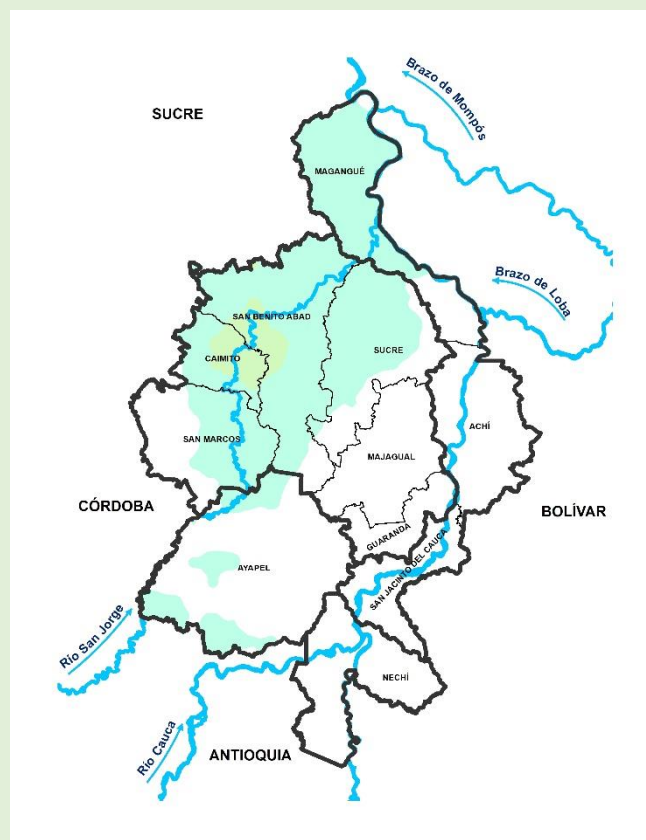 Brazo de Mompós
SUCRE
MAGANGUÉ
Brazo de Loba
SAN BENITO ABAD
CAIMITO
SUCRE
SAN MARCOS
ACHÍ
MAJAGUAL
CÓRDOBA
BOLÍVAR
GUARANDA
SAN JACINTO DEL CAUCA
AYAPEL
Río San Jorge
NECHÍ
Río Cauca
ANTIOQUIA